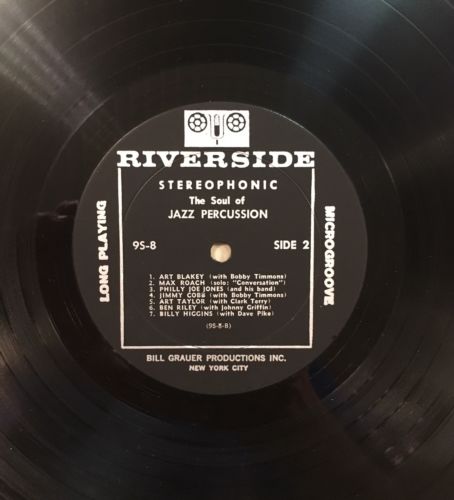 RIVERSIDE
STEREOPHONIC
The Soul of
JAZZ PERCUSSION
LONG PLAYING
MICROGROOVE
9S-8 SIDE 2
1. ART BLAKEY (with Bobby Timmons)
2. MAX ROACH (solo: "Conversation")
3. PHILLY JOE JONES (and his band)
4. JIMMY COBB (with Bobby Timmons)
5. ART TAYLOR (with Clark Terry)
6. BEN RILEY (with Johnny Griffin)
7. BILLY HIGGINS (with Dave Pike)
(9S-8-B)
BILL GRAUER PRODUCTIONS INC.
NEW YORK CITY